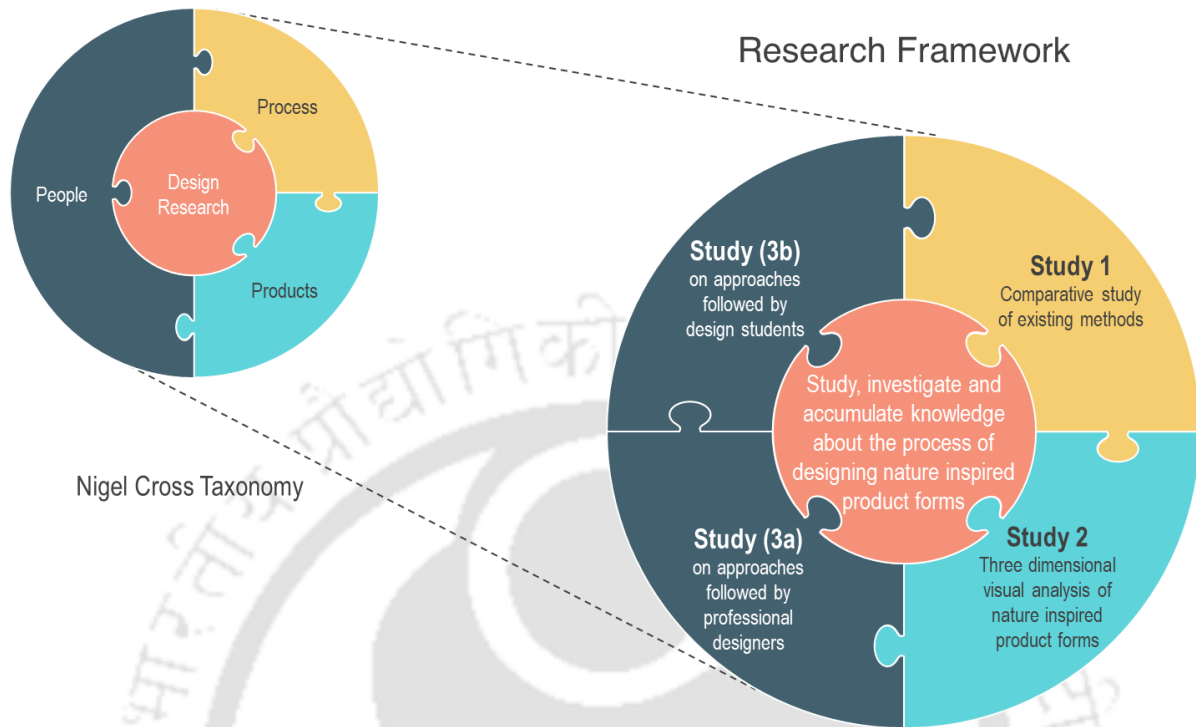 Research Framework
Process
People
Design
Research
Products
Nigel Cross Taxonomy
Study (3b)
on approaches
followed by
design students
Study 1
Comparative study
of existing methods
Study, investigate and
accumulate knowledge
about the process of
designing nature inspired
product forms
Study (3a)
on approaches
followed by
professional
designers
Study 2
Three dimensional
visual analysis of
nature inspired
product forms
भारतीय प्रौद्योगिकी